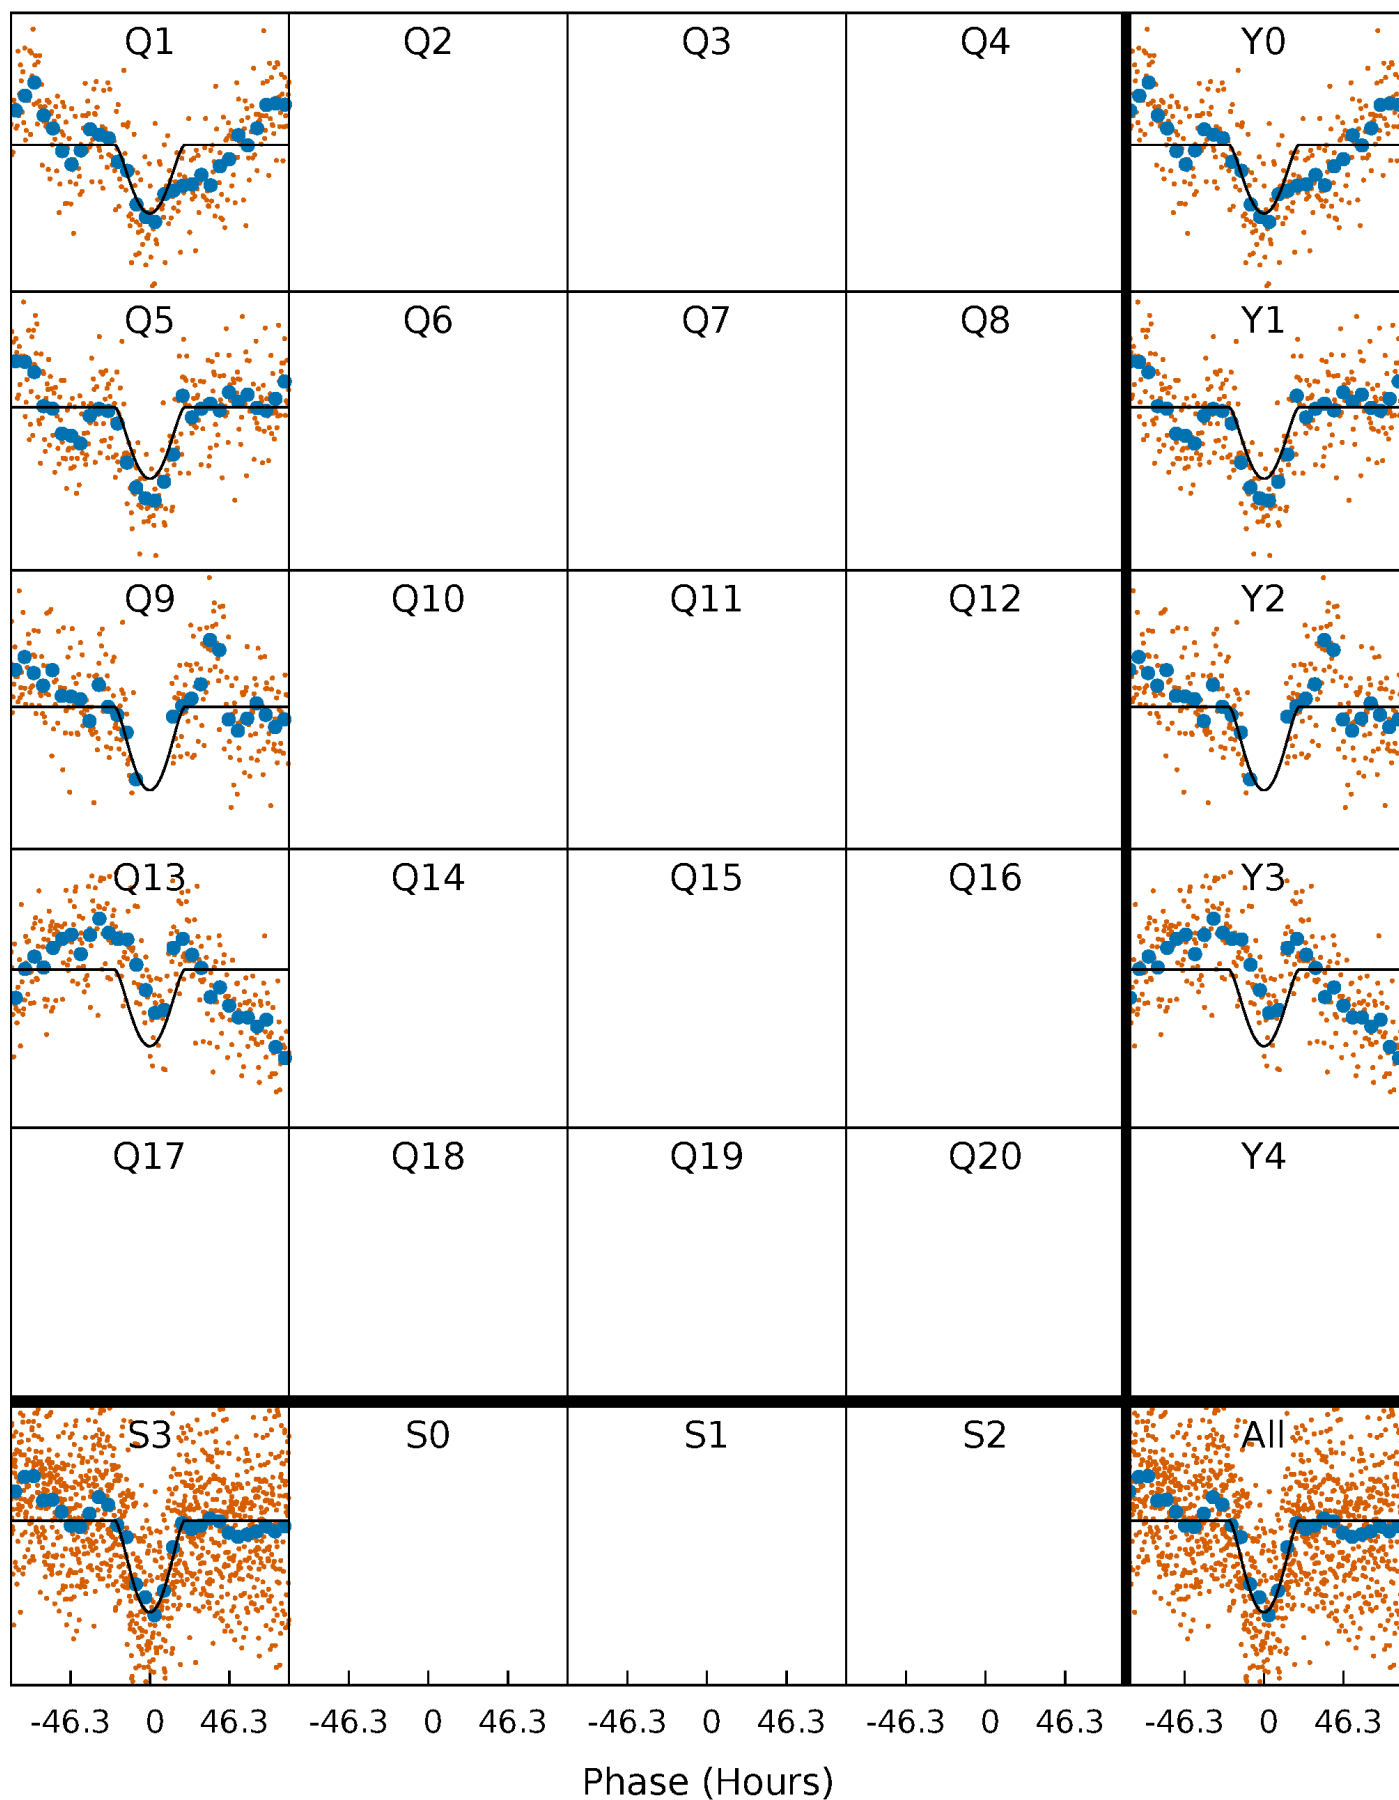 Q1 Q2 Q3 Q4 Y0
Q5 Q6 Q7 Q8 Y1
Q9 Q10 Q11 Q12 Y2
Q13 Q14 Q15 Q16 Y3
Q17 Q18 Q19 Q20 Y4
S3 S0 S1 S2 All
-46.3 0 46.3 -46.3 0 46.3 -46.3 0 46.3 -46.3 0 46.3 -46.3 0 46.3
Phase (Hours)